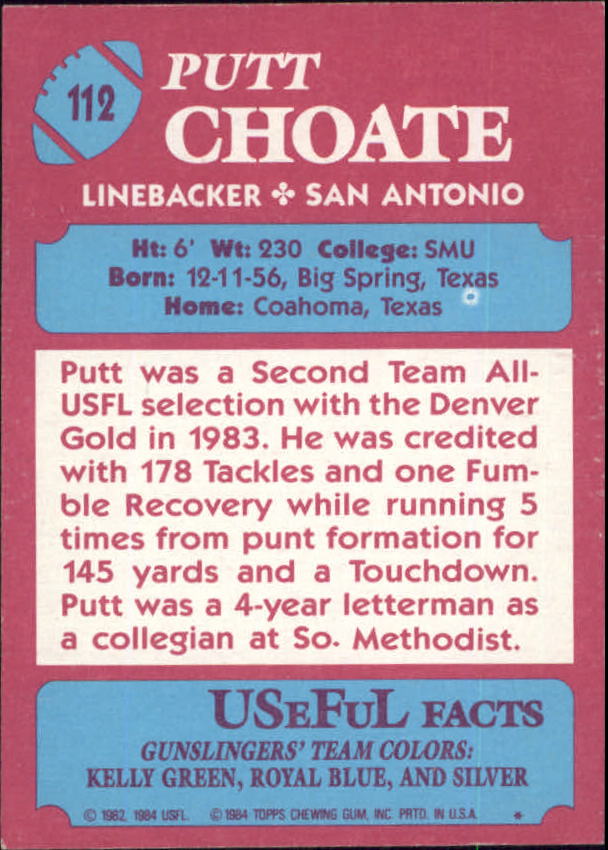 112
PUTT
CHOATE
LINEBACKER ✤ SAN ANTONIO
Ht: 6' Wt: 230 College: SMU
Born: 12-11-56, Big Spring, Texas
Home: Coahoma, Texas
Putt was a Second Team All-
USFL selection with the Denver
Gold in 1983. He was credited
with 178 Tackles and one Fum-
ble Recovery while running 5
times from punt formation for
145 yards and a Touchdown.
Putt was a 4-year letterman as
a collegian at So. Methodist.
USEFUL FACTS
GUNSLINGERS' TEAM COLORS:
KELLY GREEN, ROYAL BLUE, AND SILVER
© 1982, 1984 USFL. © 1984 TOPPS CHEWING GUM, INC. PRTD. IN U.S.A. *